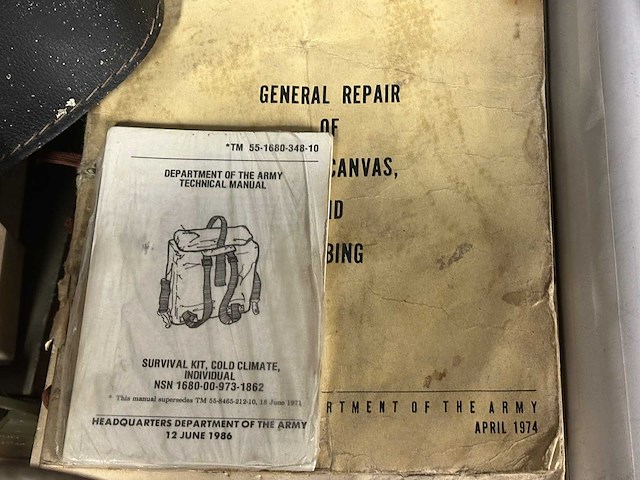 GENERAL REPAIR
OF
CANVAS,
ND
BING
RTMENT OF THE ARMY
APRIL 1974
*TM 55-1680-348-10
DEPARTMENT OF THE ARMY
TECHNICAL MANUAL
SURVIVAL KIT, COLD CLIMATE,
INDIVIDUAL
NSN 1680-00-973-1862
* This manual supersedes TM 55-8465-212-10, 18 June 1971
HEADQUARTERS DEPARTMENT OF THE ARMY
12 JUNE 1986